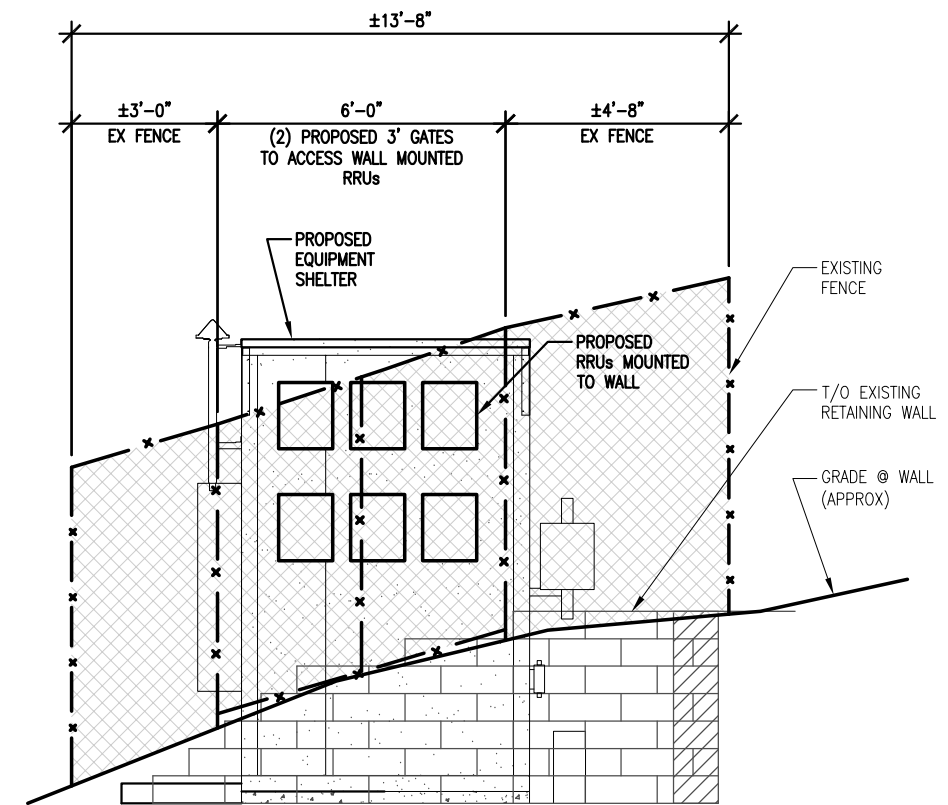 ±13'-8"
±3'-0"
EX FENCE
6'-0"
(2) PROPOSED 3' GATES
TO ACCESS WALL MOUNTED
RRUs
±4'-8"
EX FENCE
PROPOSED
EQUIPMENT
SHELTER
EXISTING
FENCE
PROPOSED
RRUs MOUNTED
TO WALL
T/O EXISTING
RETAINING WALL
GRADE @ WALL
(APPROX)